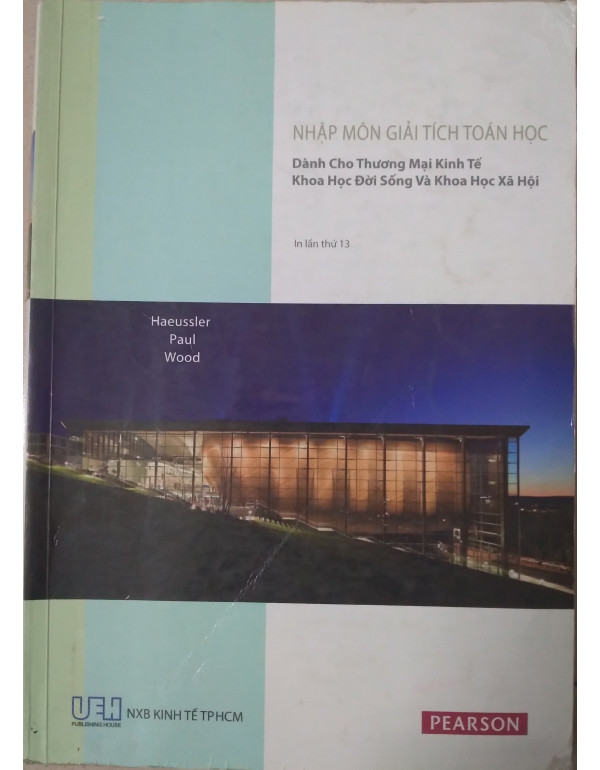 NHẬP MÔN GIẢI TÍCH TOÁN HỌC
Dành Cho Thương Mại Kinh Tế
Khoa Học Đời Sống Và Khoa Học Xã Hội
In lần thứ 13
Haeussler
Paul
Wood
UEH
PUBLISHING HOUSE
NXB KINH TẾ TPHCM
PEARSON